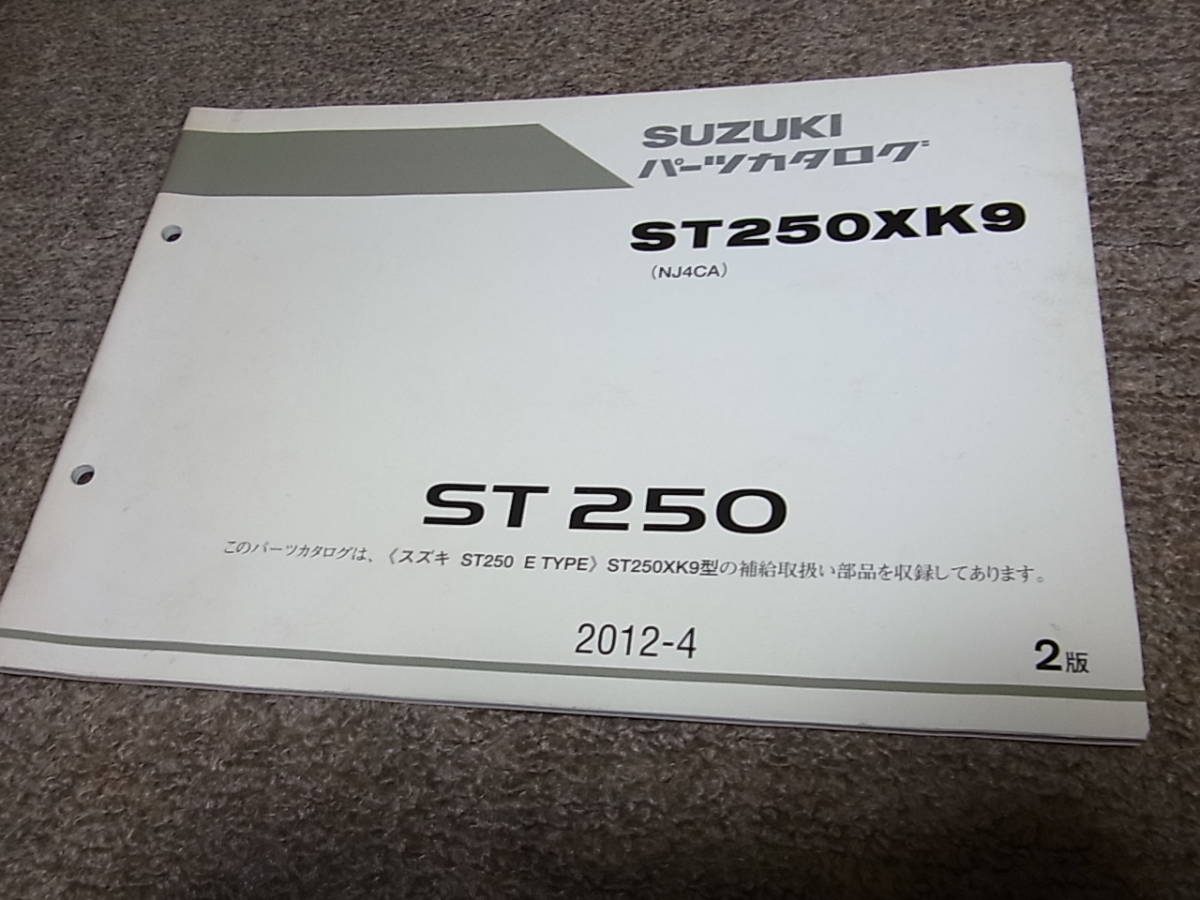 SUZUKI
パーツカタログ
ST250XK9
(NJ4CA)
ST 250
このパーツカタログは、《スズキ ST250 E TYPE》ST250XK9型の補給取扱い部品を収録してあります。
2012-4
2版